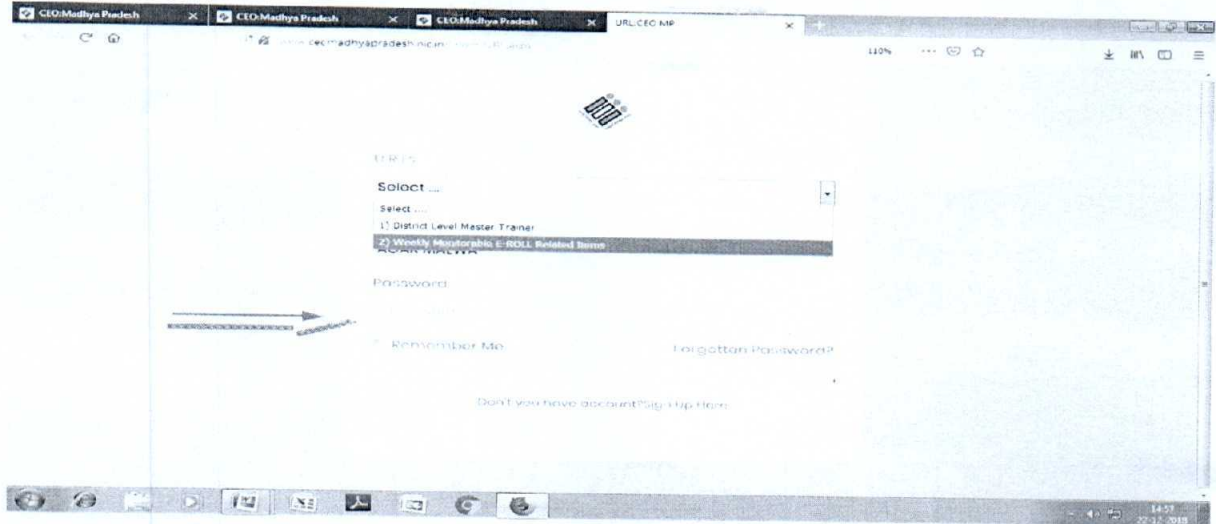 CEO:Madhya Pradesh
CEO:Madhya Pradesh
CEO:Madhya Pradesh
URL:CEO MP
110%
Select ....
Select ....
1) District Level Master Trainer
2) Weekly Monitorable E-ROLL Related Items
AGAR MALWA
Password
Remember Me
Forgotten Password?
Don't you have account?Sign Up Here
14:57